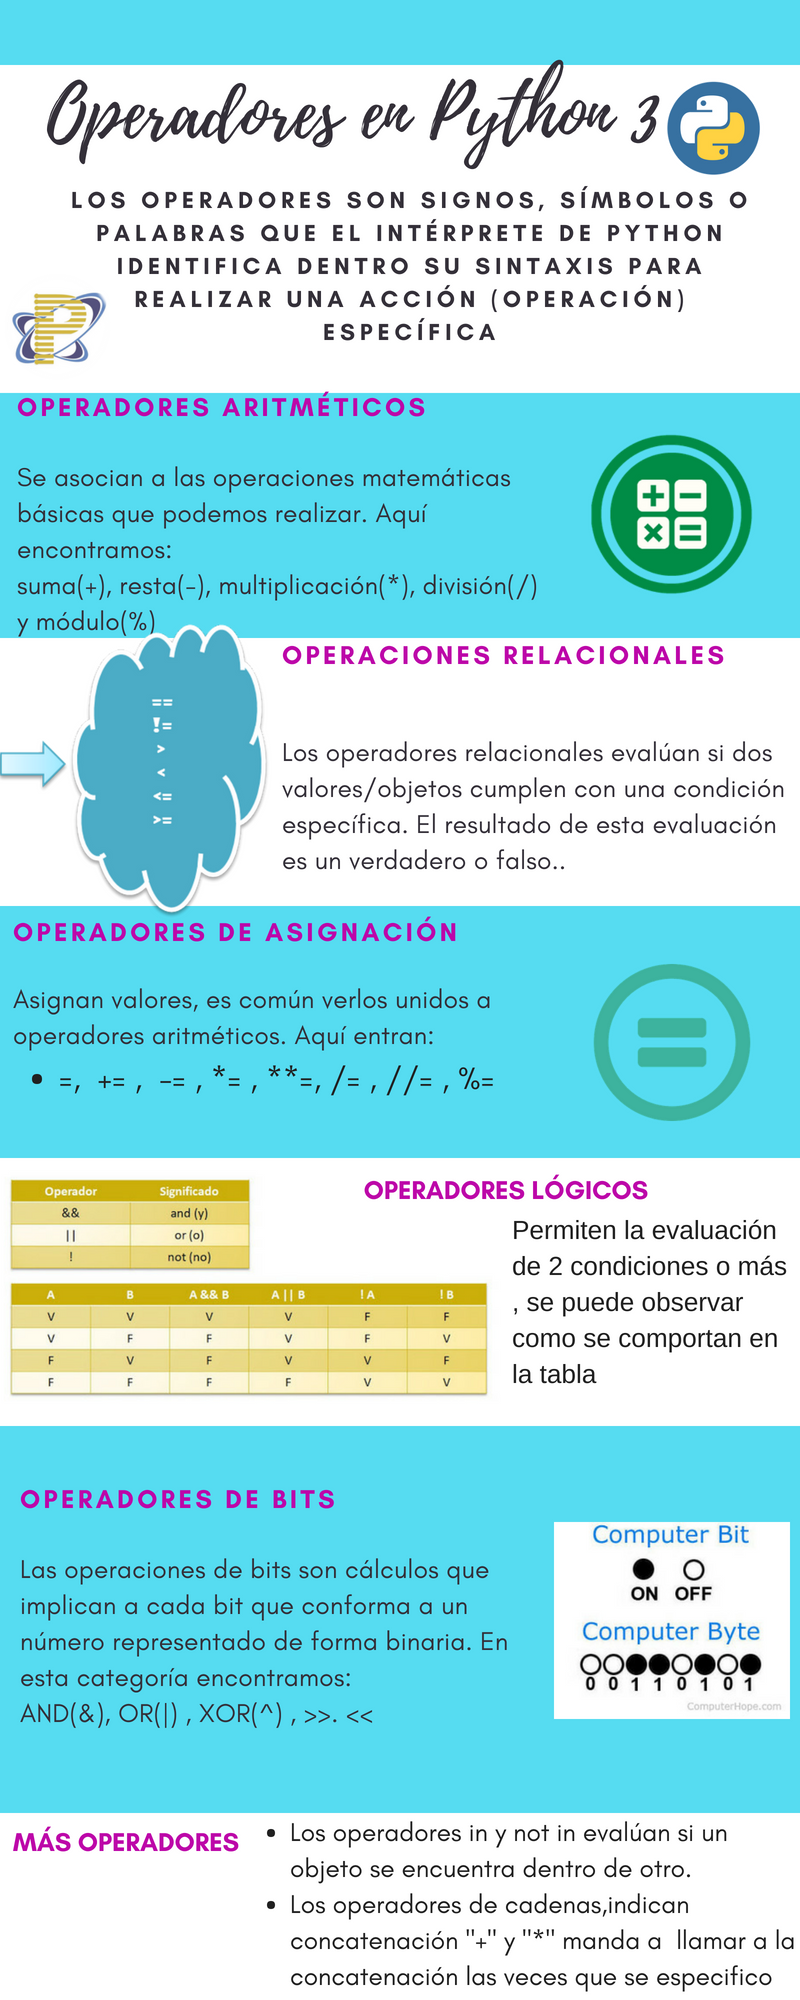 Operadores en Python 3
LOS OPERADORES SON SIGNOS, SÍMBOLOS O
PALABRAS QUE EL INTÉRPRETE DE PYTHON
IDENTIFICA DENTRO SU SINTAXIS PARA
REALIZAR UNA ACCIÓN (OPERACIÓN)
ESPECÍFICA
P
OPERADORES ARITMÉTICOS
Se asocian a las operaciones matemáticas
básicas que podemos realizar. Aquí
encontramos:
suma(+), resta(-), multiplicación(*), división(/)
y módulo(%)
+ −
× =
OPERACIONES RELACIONALES
==
!=
>
<
<=
>=
Los operadores relacionales evalúan si dos
valores/objetos cumplen con una condición
específica. El resultado de esta evaluación
es un verdadero o falso..
OPERADORES DE ASIGNACIÓN
Asignan valores, es común verlos unidos a
operadores aritméticos. Aquí entran:
• =, += , -= , *= , **=, /= , //= , %=
=
OPERADORES LÓGICOS
Operador Significado
&& and (y)
|| or (o)
! not (no)
A B A && B A || B ! A ! B
V V V V F F
V F F V F V
F V F V V F
F F F F V V
Permiten la evaluación
de 2 condiciones o más
, se puede observar
como se comportan en
la tabla
OPERADORES DE BITS
Las operaciones de bits son cálculos que
implican a cada bit que conforma a un
número representado de forma binaria. En
esta categoría encontramos:
AND(&), OR(|) , XOR(^) , >>. <<
Computer Bit
ON OFF
Computer Byte
0 0 1 1 0 1 0 1
ComputerHope.com
MÁS OPERADORES
• Los operadores in y not in evalúan si un
objeto se encuentra dentro de otro.
• Los operadores de cadenas,indican
concatenación "+" y "*" manda a llamar a la
concatenación las veces que se especifico